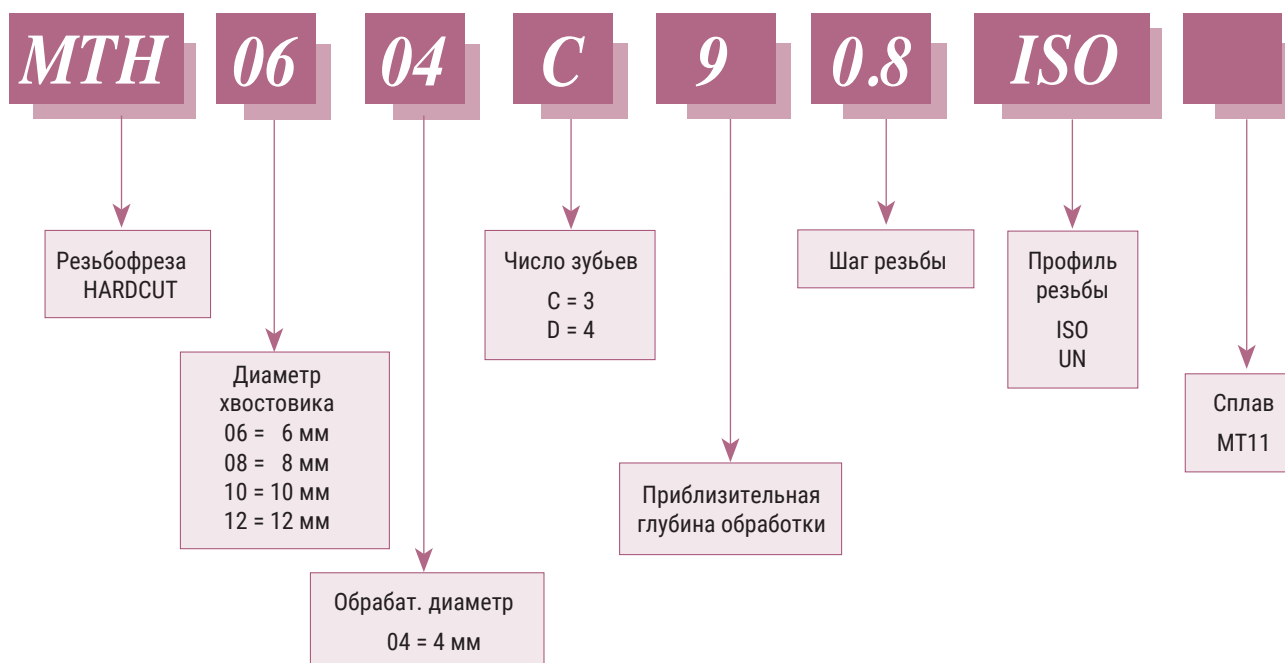 MTH 06 04 C 9 0.8 ISO
Резьбофреза
HARDCUT
Диаметр
хвостовика
06 = 6 мм
08 = 8 мм
10 = 10 мм
12 = 12 мм
Обрабат. диаметр
04 = 4 мм
Число зубьев
C = 3
D = 4
Приблизительная
глубина обработки
Шаг резьбы
Профиль
резьбы
ISO
UN
Сплав
MT11